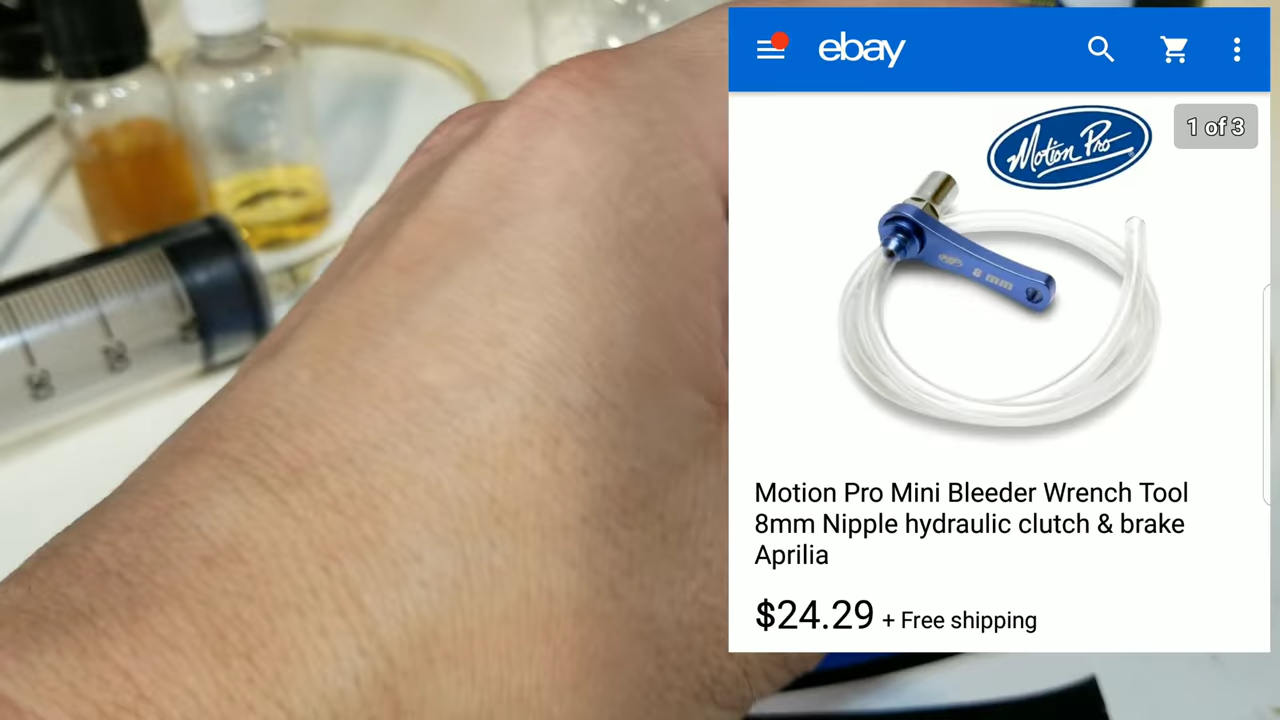 ebay
1 of 3
Motion Pro
8 mm
Motion Pro Mini Bleeder Wrench Tool
8mm Nipple hydraulic clutch & brake
Aprilia
$24.29 + Free shipping